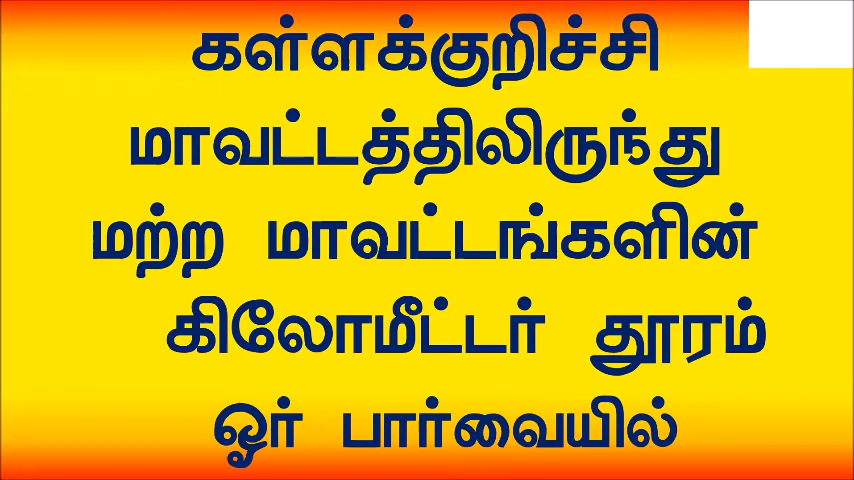 கள்ளக்குறிச்சி
மாவட்டத்திலிருந்து
மற்ற மாவட்டங்களின்
கிலோமீட்டர் தூரம்
ஓர் பார்வையில்